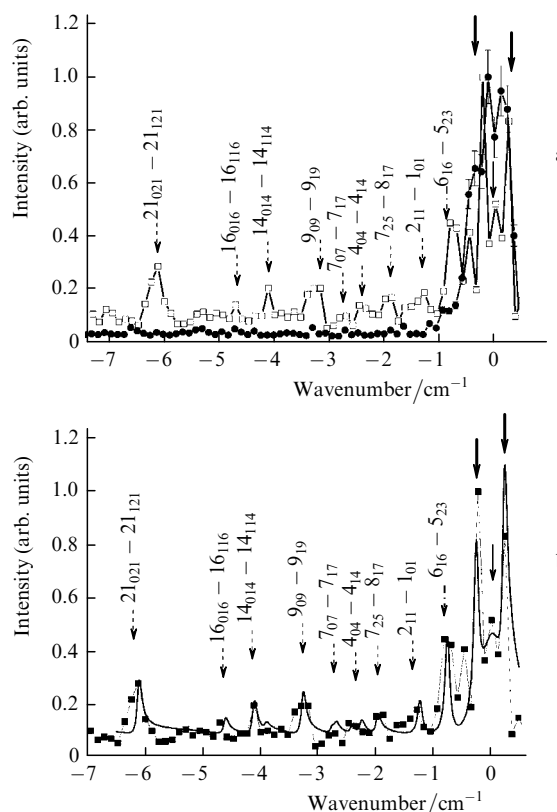 Intensity (arb. units)
1.2
1.0
0.8
0.6
0.4
0.2
0
21₀₂₁ − 21₁₂₁
16₀₁₆ − 16₁₁₆
14₀₁₄ − 14₁₁₄
9₀₉ − 9₁₉
7₀₇ − 7₁₇
4₀₄ − 4₁₄
7₂₅ − 8₁₇
2₁₁ − 1₀₁
6₁₆ − 5₂₃
−7 −6 −5 −4 −3 −2 −1 0
Wavenumber/cm⁻¹
Intensity (arb. units)
1.2
1.0
0.8
0.6
0.4
0.2
0
21₀₂₁ − 21₁₂₁
16₀₁₆ − 16₁₁₆
14₀₁₄ − 14₁₁₄
9₀₉ − 9₁₉
7₀₇ − 7₁₇
4₀₄ − 4₁₄
7₂₅ − 8₁₇
2₁₁ − 1₀₁
6₁₆ − 5₂₃
−7 −6 −5 −4 −3 −2 −1 0
Wavenumber/cm⁻¹